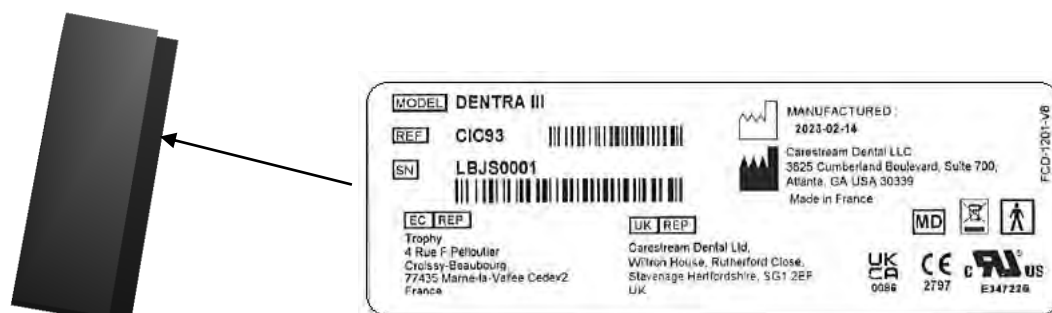 MODEL DENTRA III
REF CIC93
SN LBJS0001
EC REP
Trophy
4 Rue F Pelloutier
Croissy-Beaubourg
77435 Marne-la-Vallee Cedex2
France
MANUFACTURED :
2023-02-14
Carestream Dental LLC
3625 Cumberland Boulevard, Suite 700,
Atlanta, GA USA 30339
Made in France
UK REP
Carestream Dental Ltd,
Wiltron House, Rutherford Close,
Stevenage Hertfordshire, SG1 2EF
UK
MD
UK
CA
0086
CE
2797
c UL US
E347226
FCD-1201-V6